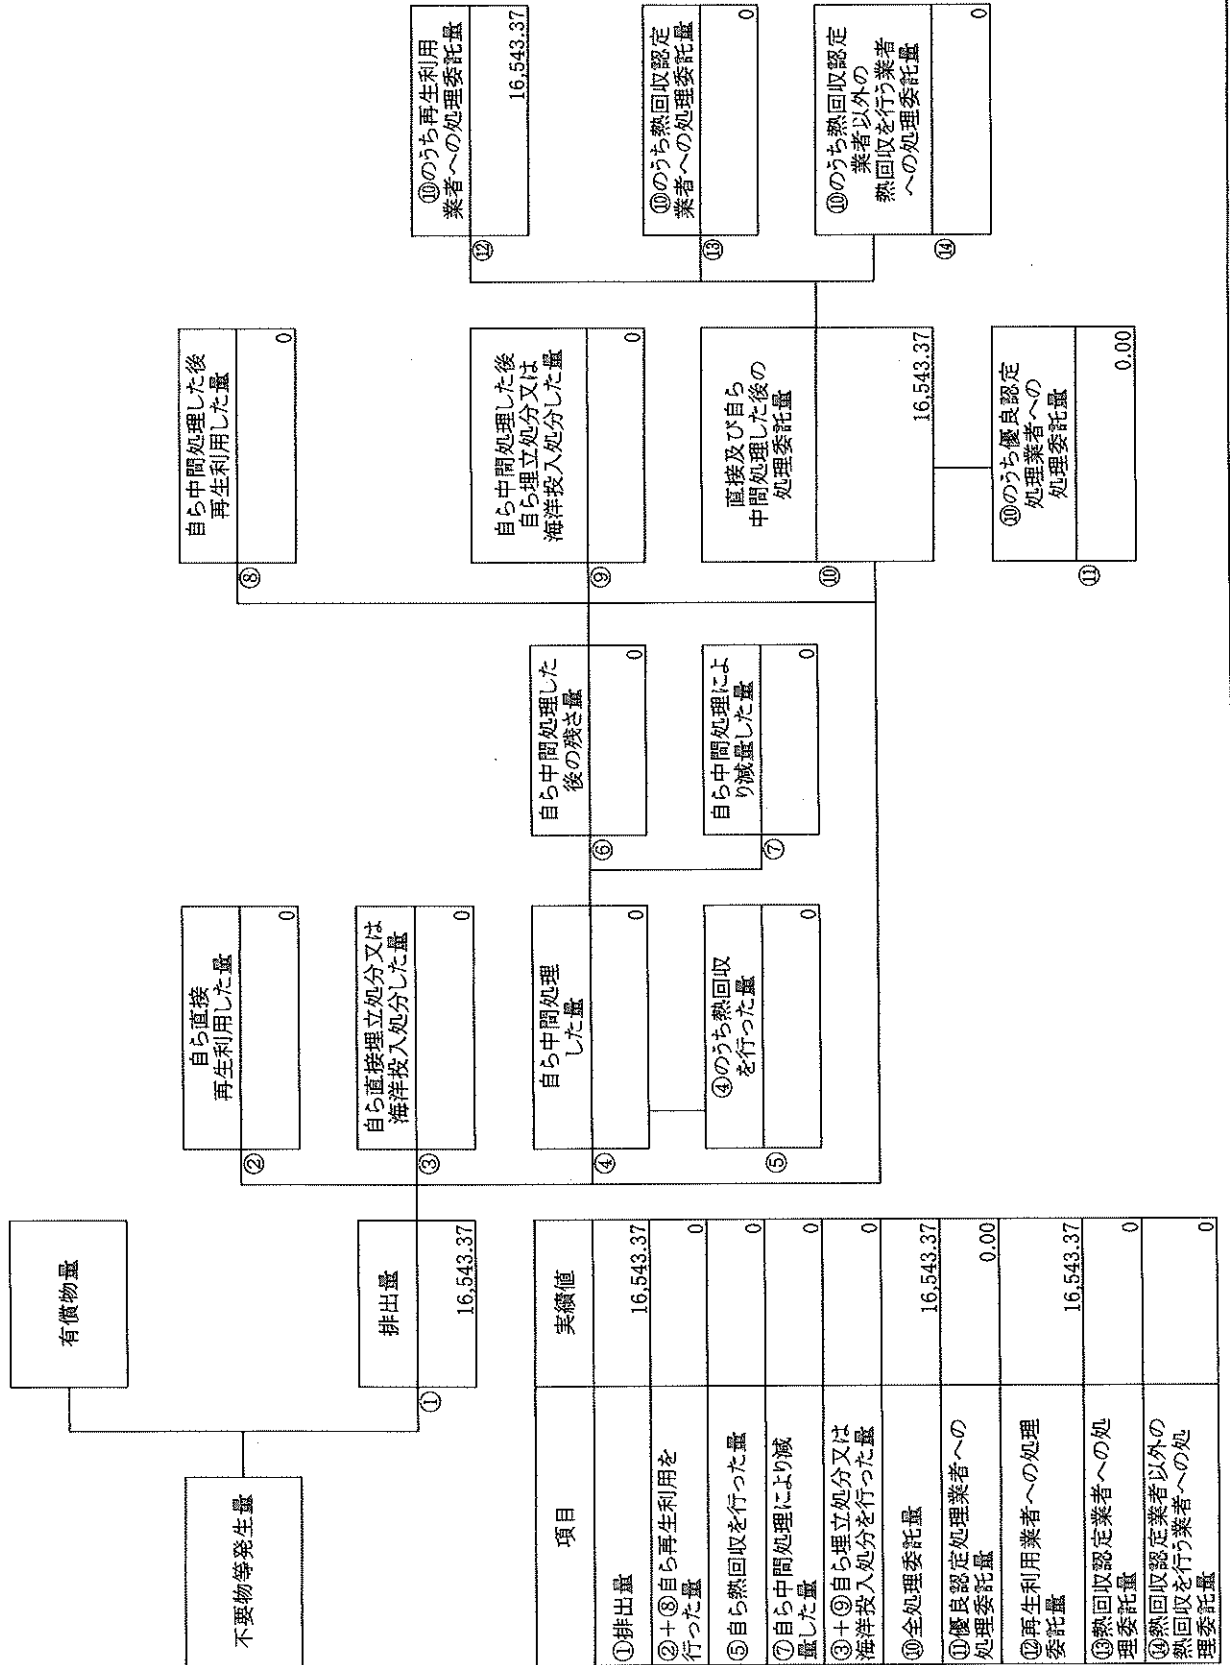 不要物等発生量
有償物量
排出量
①
16,543.37
自ら直接
再生利用した量
②
0
自ら直接埋立処分又は
海洋投入処分した量
③
0
自ら中間処理
した量
④
0
④のうち熱回収
を行った量
⑤
0
自ら中間処理した
後の残さ量
⑥
0
自ら中間処理によ
り減量した量
⑦
0
自ら中間処理した後
再生利用した量
⑧
0
自ら中間処理した後
自ら埋立処分又は
海洋投入処分した量
⑨
0
直接及び自ら
中間処理した後の
処理委託量
⑩
16,543.37
⑩のうち優良認定
処理業者への
処理委託量
⑪
0.00
⑩のうち再生利用
業者への処理委託量
⑫
16,543.37
⑩のうち熱回収認定
業者への処理委託量
⑬
0
⑩のうち熱回収認定
業者以外の
熱回収を行う業者
への処理委託量
⑭
0
項目 実績値
①排出量 16,543.37
②+⑧自ら再生利用を
行った量 0
⑤自ら熱回収を行った量 0
⑦自ら中間処理により減
量した量 0
③+⑨自ら埋立処分又は
海洋投入処分を行った量 0
⑩全処理委託量 16,543.37
⑪優良認定処理業者への
処理委託量 0.00
⑫再生利用業者への処理
委託量 16,543.37
⑬熱回収認定業者への処
理委託量 0
⑭熱回収認定業者以外の
熱回収を行う業者への処
理委託量 0